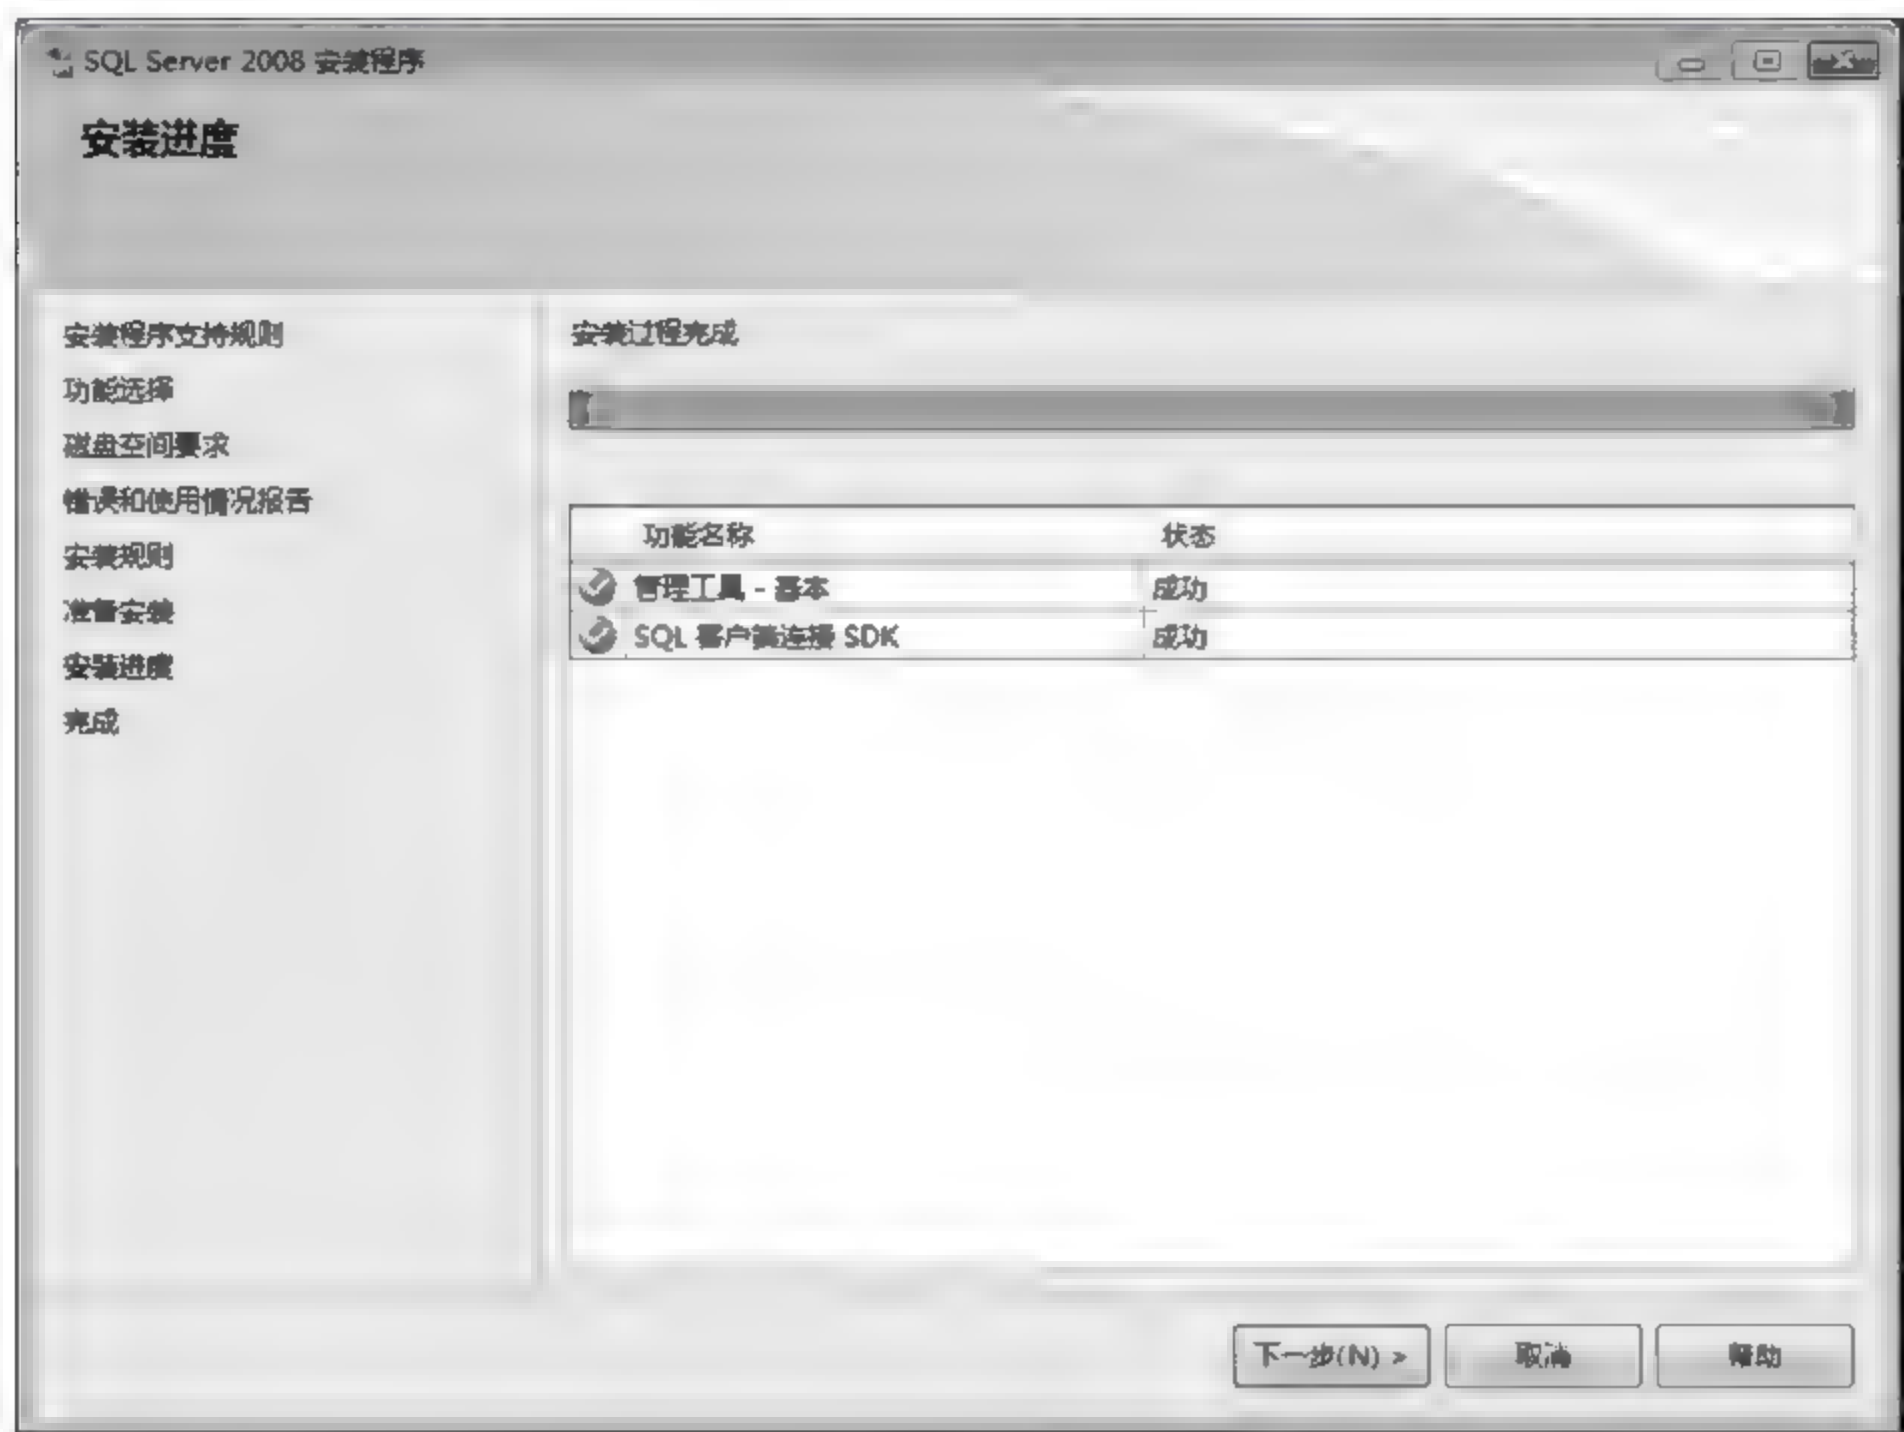 SQL Server 2008 安装程序
安装进度
安装程序支持规则
功能选择
磁盘空间要求
错误和使用情况报告
安装规则
准备安装
安装进度
完成
安装过程完成
功能名称 状态
管理工具 - 基本 成功
SQL 客户端连接 SDK 成功
下一步(N) > 取消 帮助